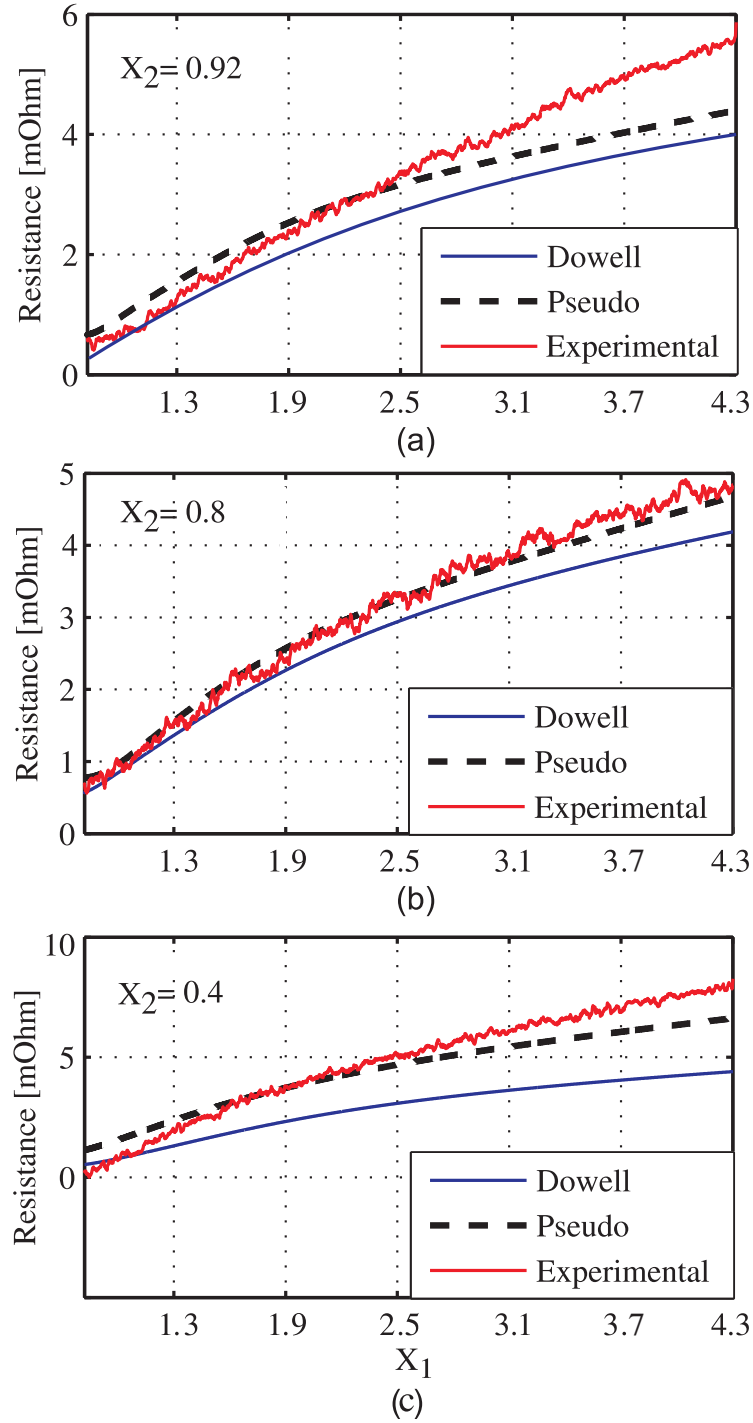 6
4
2
0
Resistance [mOhm]
X2= 0.92
Dowell
Pseudo
Experimental
1.3 1.9 2.5 3.1 3.7 4.3
(a)
5
4
3
2
1
0
Resistance [mOhm]
X2= 0.8
Dowell
Pseudo
Experimental
1.3 1.9 2.5 3.1 3.7 4.3
(b)
10
5
0
Resistance [mOhm]
X2= 0.4
Dowell
Pseudo
Experimental
1.3 1.9 2.5 3.1 3.7 4.3
X1
(c)